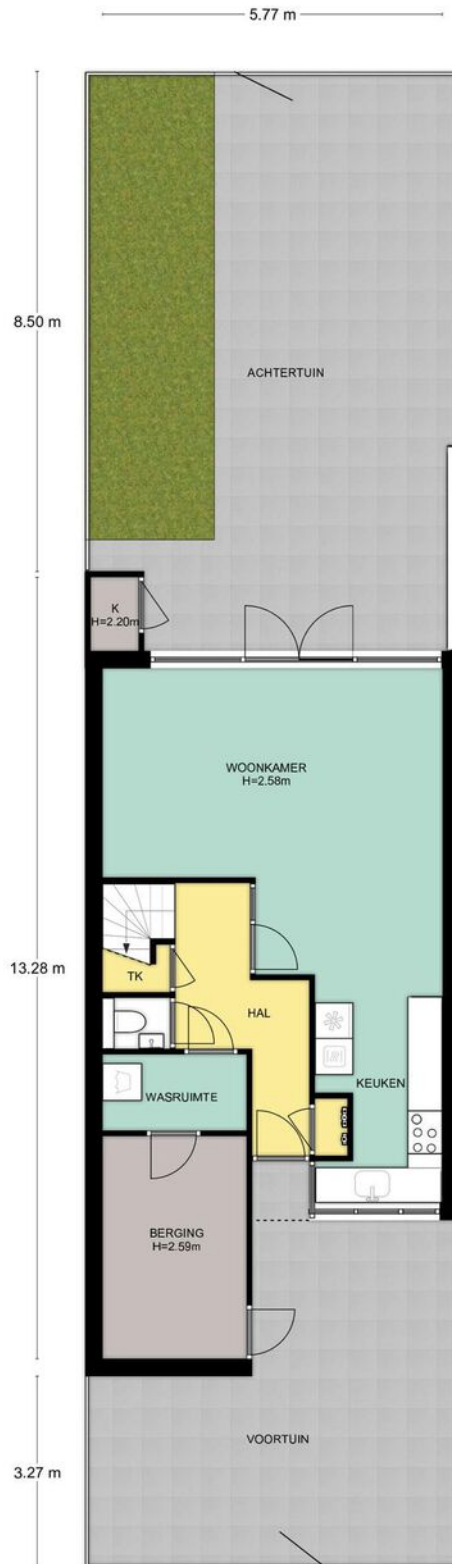 5.77 m
8.50 m
ACHTERTUIN
K
H=2.20m
WOONKAMER
H=2.58m
13.28 m
TK
HAL
KEUKEN
WASRUIMTE
BERGING
H=2.59m
VOORTUIN
3.27 m